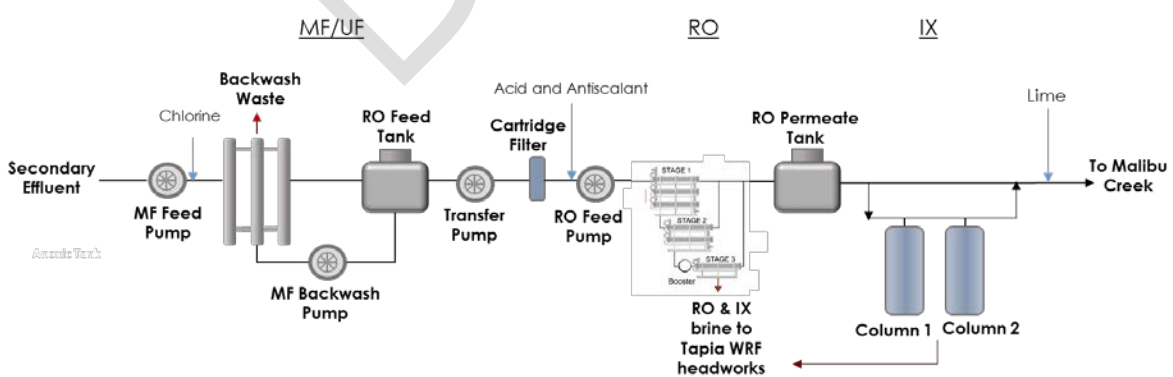 MF/UF
RO
IX
Backwash
Waste
Chlorine
RO Feed
Tank
Acid and Antiscalant
Cartridge
Filter
RO Permeate
Tank
Lime
Secondary
Effluent
MF Feed
Pump
Transfer
Pump
RO Feed
Pump
STAGE 1
STAGE 2
STAGE 3
Booster
To Malibu
Creek
Anoxic Tank
MF Backwash
Pump
RO & IX
brine to
Tapia WRF
headworks
Column 1
Column 2